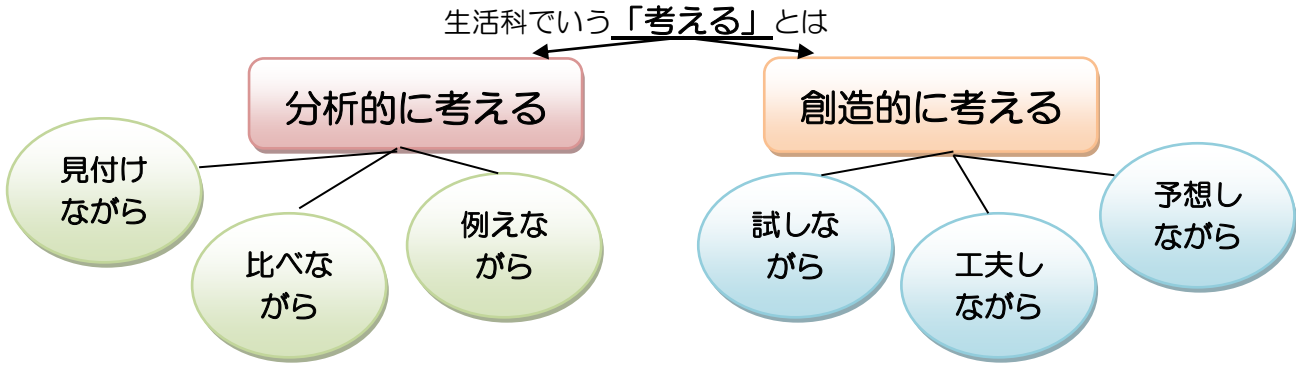 生活科でいう「考える」とは
分析的に考える
創造的に考える
見付け
ながら
比べな
がら
例えな
がら
試しな
がら
工夫し
ながら
予想し
ながら